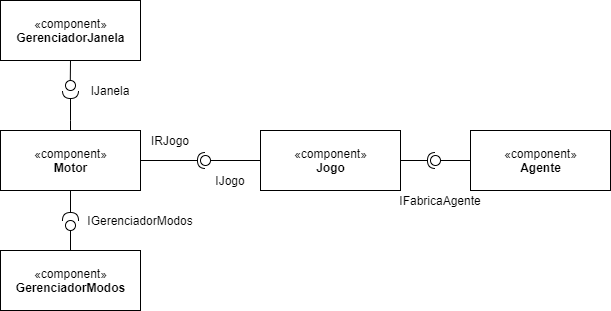 «component»
GerenciadorJanela
IJanela
IRJogo
«component»
Motor
«component»
Jogo
«component»
Agente
IJogo
IFabricaAgente
IGerenciadorModos
«component»
GerenciadorModos